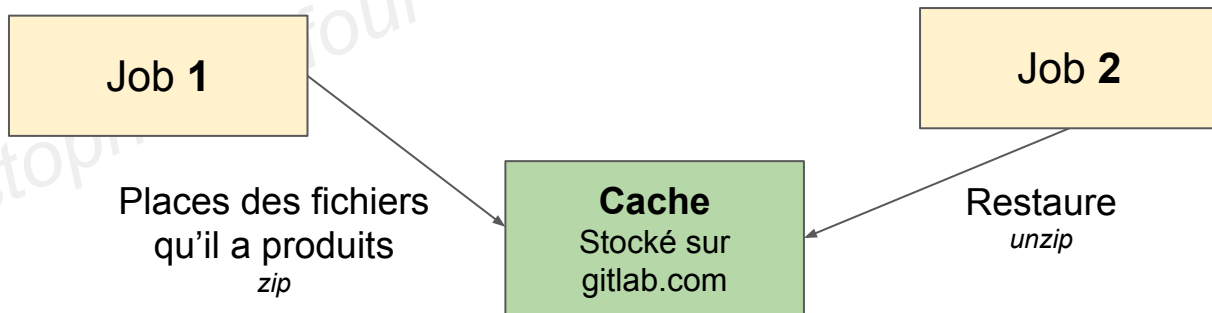 Job 1
Job 2
Places des fichiers
qu'il a produits
zip
Cache
Stocké sur
gitlab.com
Restaure
unzip